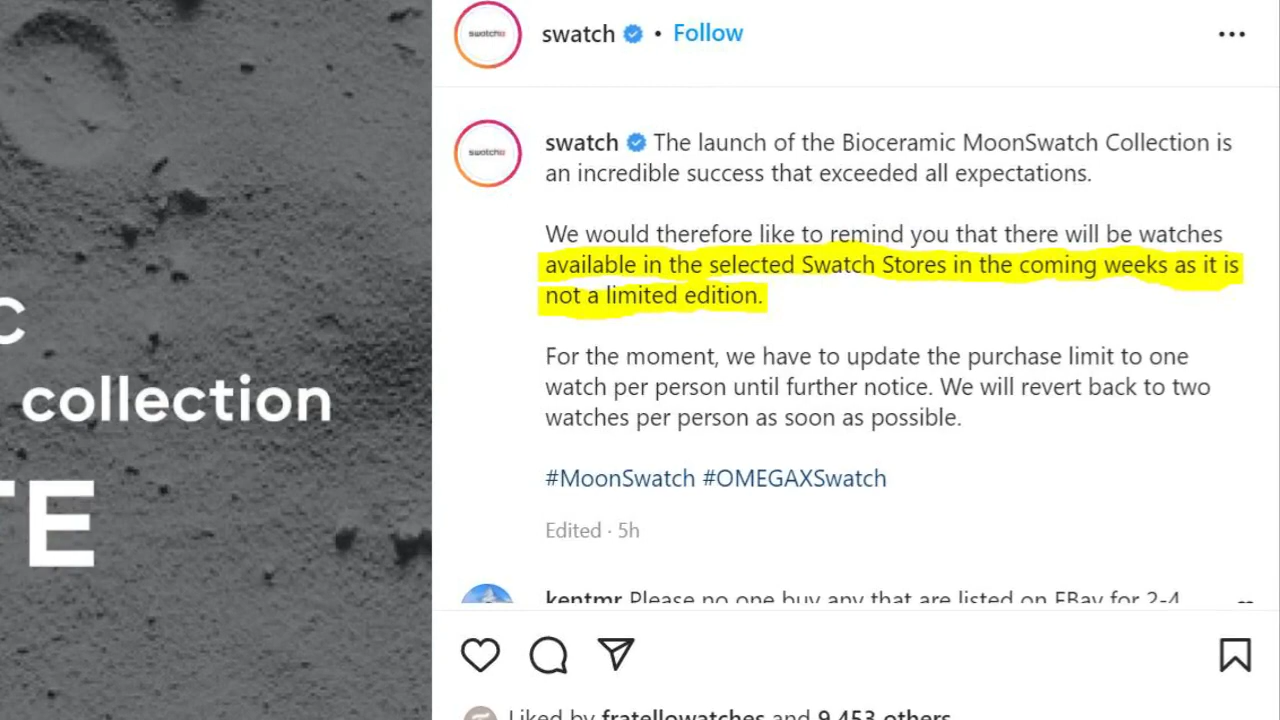 C
collection
TE
swatch
swatch • Follow
swatch
swatch The launch of the Bioceramic MoonSwatch Collection is
an incredible success that exceeded all expectations.
We would therefore like to remind you that there will be watches
available in the selected Swatch Stores in the coming weeks as it is
not a limited edition.
For the moment, we have to update the purchase limit to one
watch per person until further notice. We will revert back to two
watches per person as soon as possible.
#MoonSwatch #OMEGAXSwatch
Edited · 5h
kentmr Please no one buy any that are listed on EBay for 2-4
Liked by fratellowatches and 9,453 others